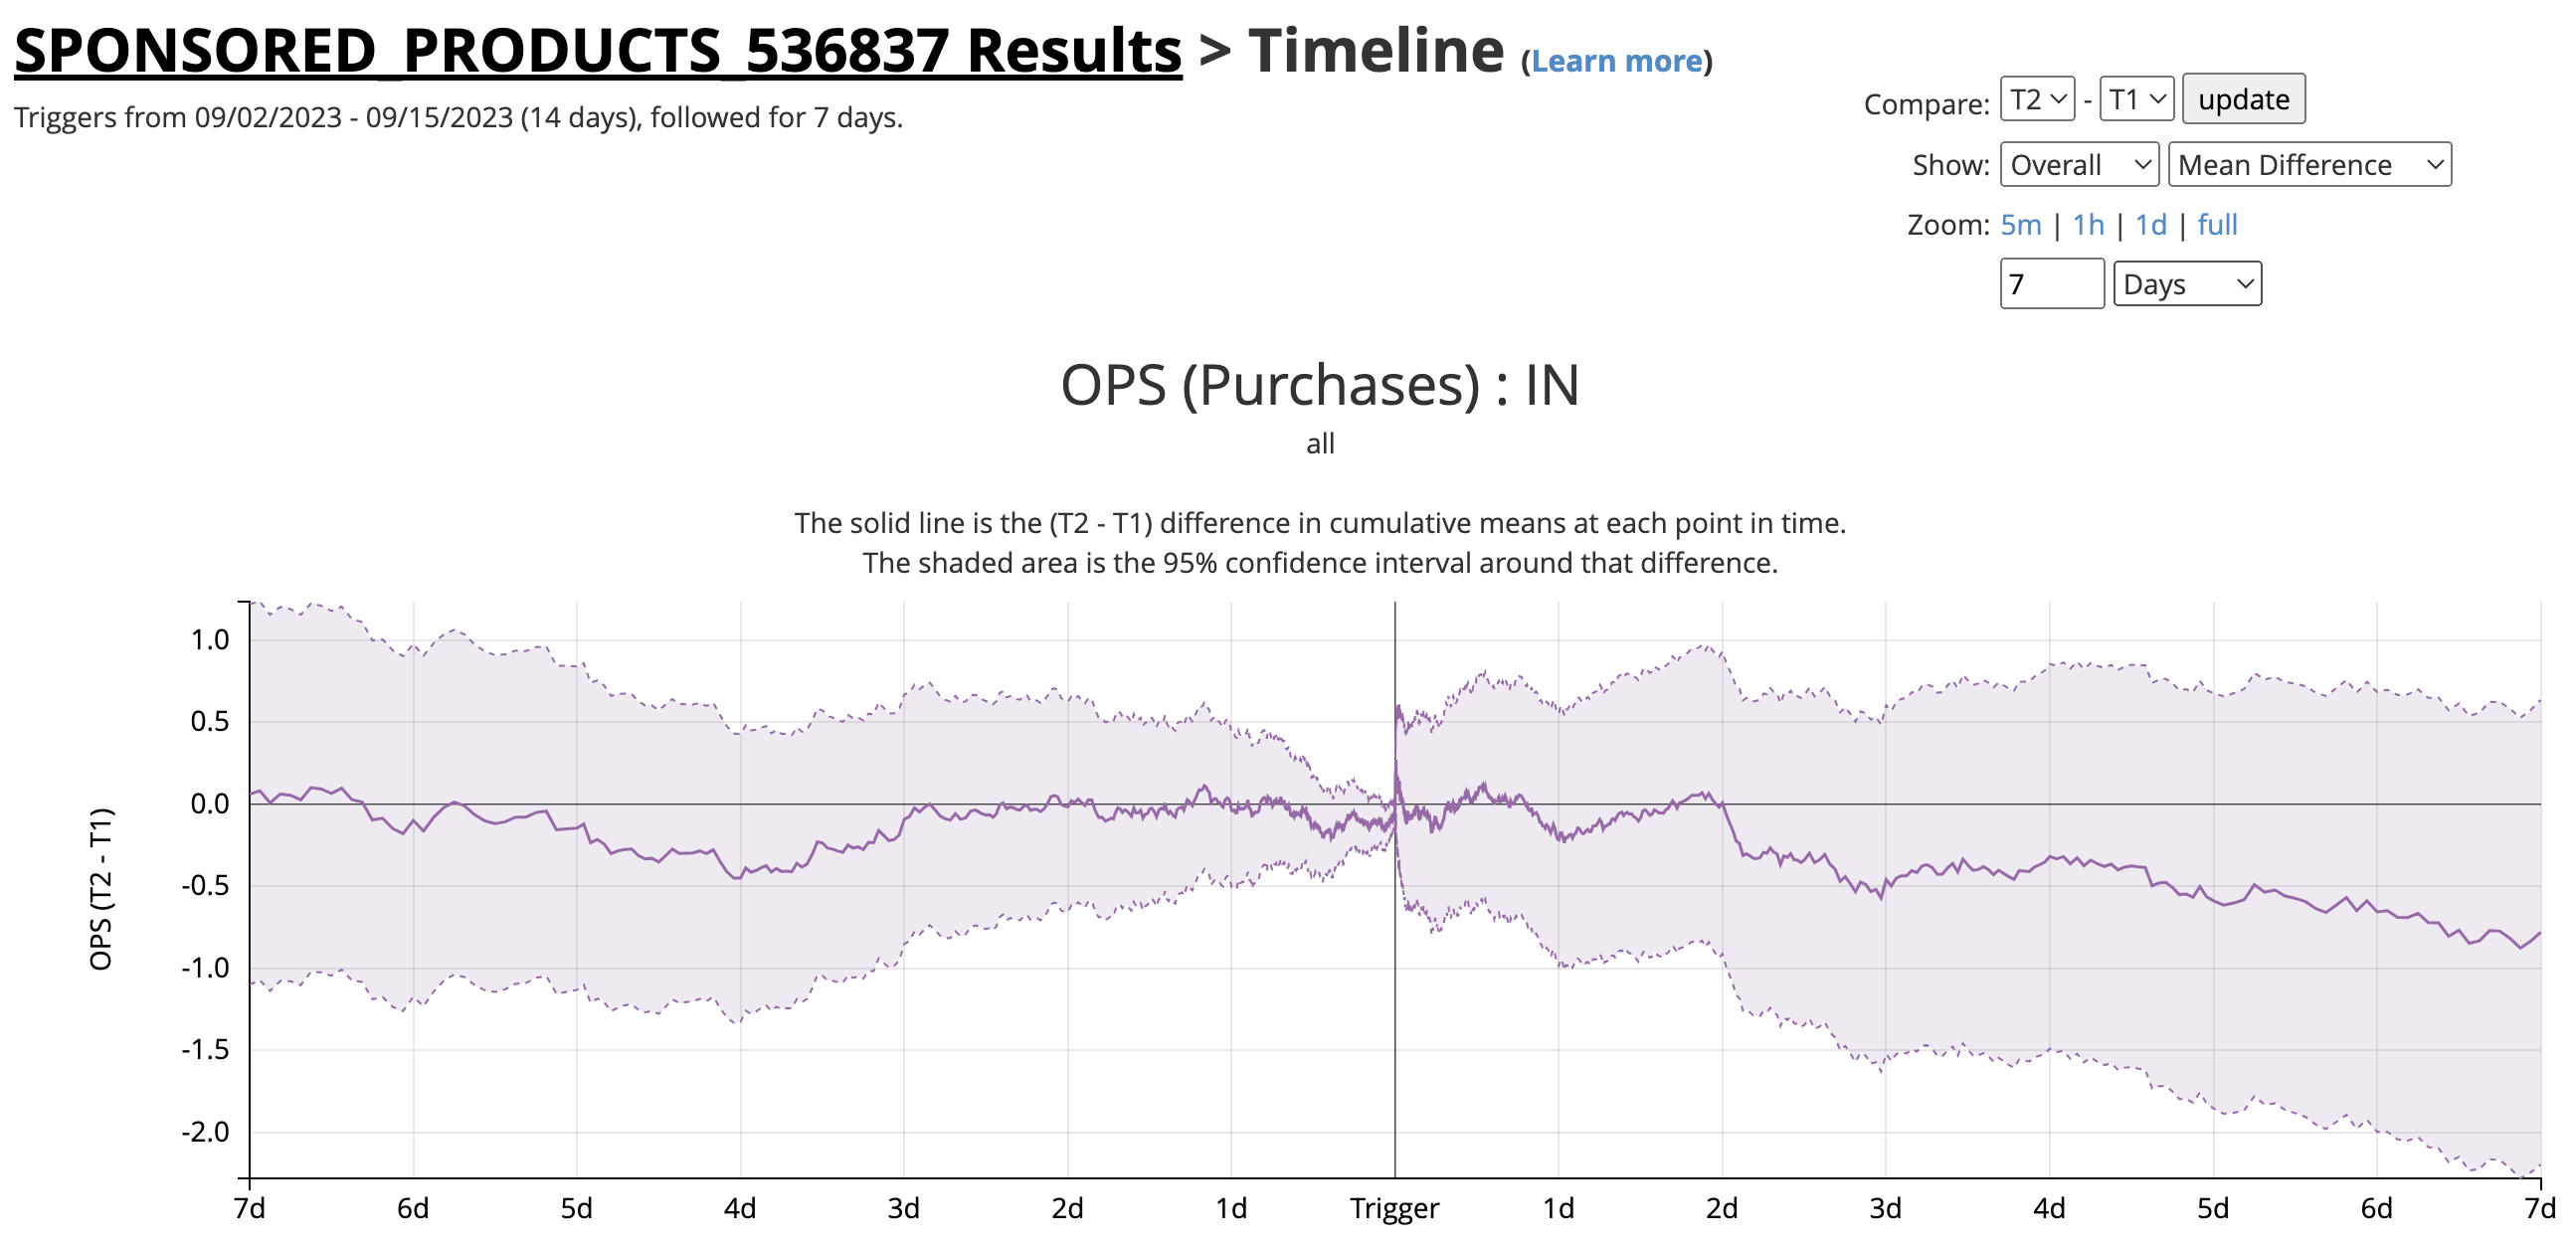 SPONSORED_PRODUCTS_536837 Results > Timeline (Learn more)
Triggers from 09/02/2023 - 09/15/2023 (14 days), followed for 7 days.
Compare: T2 - T1 update
Show: Overall Mean Difference
Zoom: 5m | 1h | 1d | full
7 Days
OPS (Purchases) : IN
all
The solid line is the (T2 - T1) difference in cumulative means at each point in time.
The shaded area is the 95% confidence interval around that difference.
OPS (T2 - T1)
1.0
0.5
0.0
-0.5
-1.0
-1.5
-2.0
7d 6d 5d 4d 3d 2d 1d Trigger 1d 2d 3d 4d 5d 6d 7d